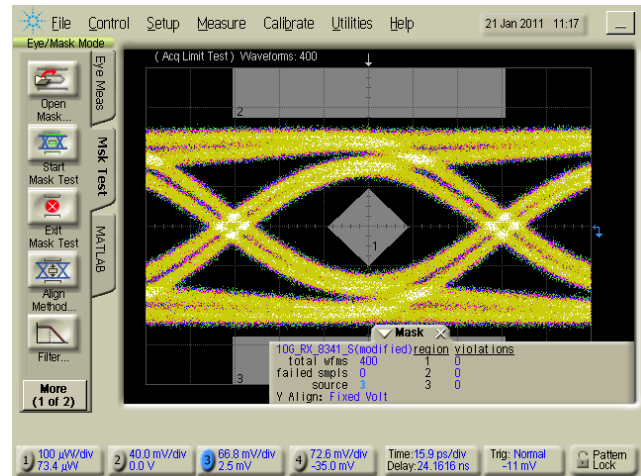 File Control Setup Measure Calibrate Utilities Help 21 Jan 2011 11:17
Eye/Mask Mode
( Acq Limit Test ) Waveforms: 400
Open
Mask...
Start
Mask Test
Exit
Mask Test
Align
Method...
Filter...
More
(1 of 2)
Eye Meas
Msk Test
MATLAB
2
1
3
Mask
10G_RX_8341_S(modified) region violations
total wfms 400 1 0
failed smpls 0 2 0
source 3 3 0
Y Align: Fixed Volt
1 100 µW/div
73.4 µW
2 40.0 mV/div
0.0 V
3 66.8 mV/div
2.5 mV
4 72.6 mV/div
-35.0 mV
Time:15.9 ps/div
Delay:24.1616 ns
Trig: Normal
-11 mV
Pattern
Lock